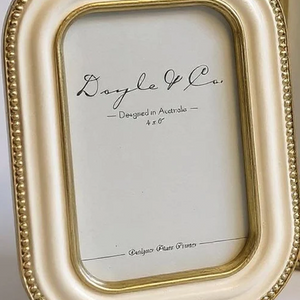 Doyle & Co.
— Designed in Australia —
4 x 6"
Designer Photo Frames